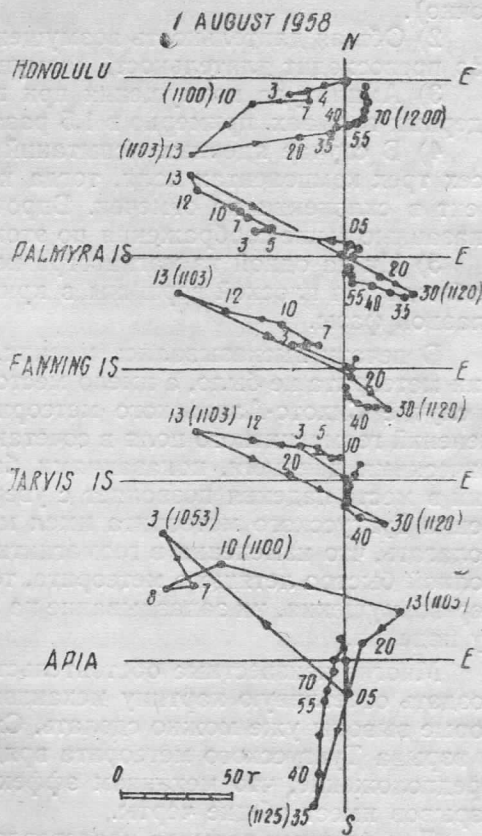 1 AUGUST 1958
N
HONOLULU
E
(1100) 10 3 4
7
40 70 (1200)
(1103) 13 20 35 55
13
12
10
7
3 5 05
PALMYRA IS
E
20
13 (1103) 55 40 35 30 (1120)
12 10
3 7
FANNING IS
20
40 30 (1120)
13 (1103) 12 3 5 10
20
JARVIS IS
E
40 30 (1120)
3 (1053)
10 (1100)
8 7
13 (1103)
20
APIA
E
70
55 05
0 50 γ
40
(1125) 35
S